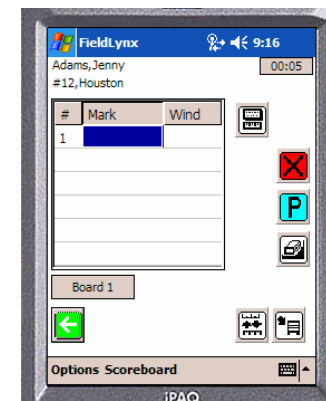 FieldLynx 9:16
Adams,Jenny 00:05
#12,Houston
# Mark Wind
1
P
Board 1
Options Scoreboard
iPAQ